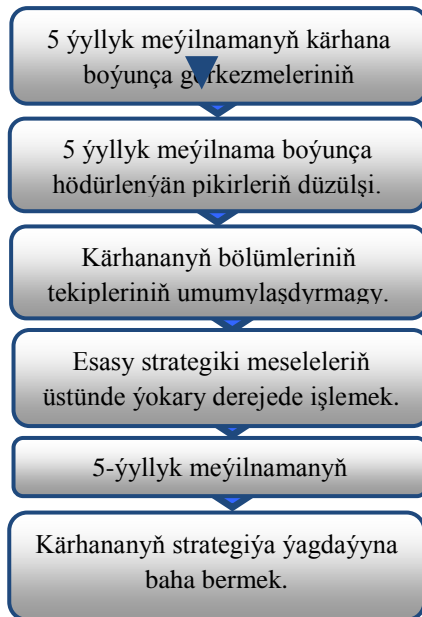 5 ýyllyk meýilnamanyň kärhana
boýunça görkezmeleriniň
5 ýyllyk meýilnama boýunça
hödürlenýän pikirleriň düzülşi.
Kärhananyň bölümleriniň
tekipleriniň umumylaşdyrmagy.
Esasy strategiki meseleleriň
üstünde ýokary derejede işlemek.
5-ýyllyk meýilnamanyň
Kärhananyň strategiýa ýagdaýyna
baha bermek.